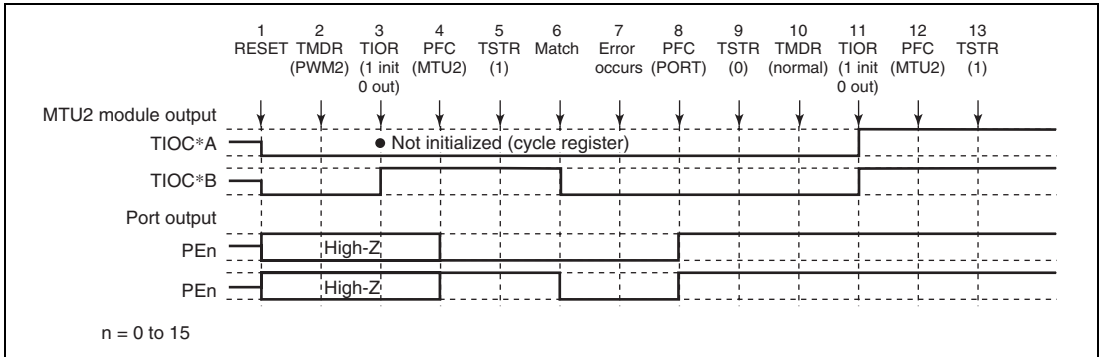 1 2 3 4 5 6 7 8 9 10 11 12 13
RESET TMDR TIOR PFC TSTR Match Error PFC TSTR TMDR TIOR PFC TSTR
(PWM2) (1 init (MTU2) (1) occurs (PORT) (0) (normal) (1 init (MTU2) (1)
0 out) 0 out)
MTU2 module output
TIOC*A ● Not initialized (cycle register)
TIOC*B
Port output
PEn High-Z
PEn High-Z
n = 0 to 15